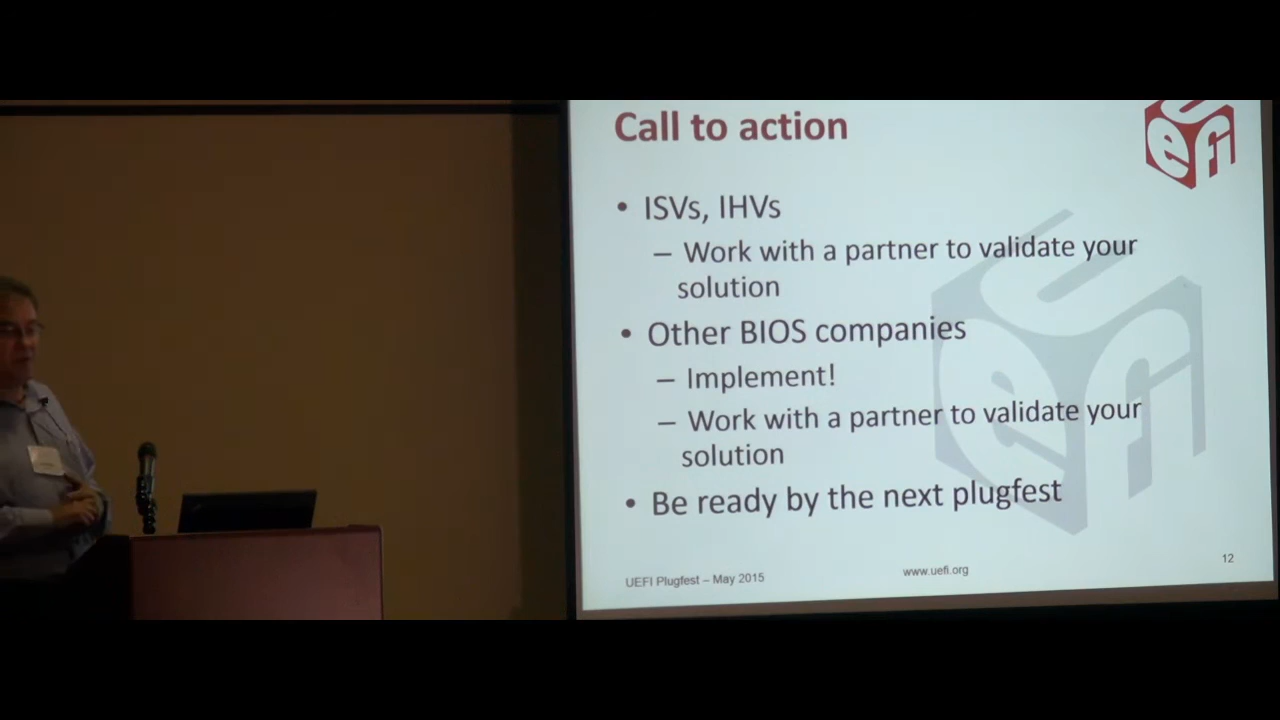 Call to action
UEFI
• ISVs, IHVs
– Work with a partner to validate your
solution
• Other BIOS companies
– Implement!
– Work with a partner to validate your
solution
• Be ready by the next plugfest
UEFI Plugfest – May 2015
www.uefi.org
12